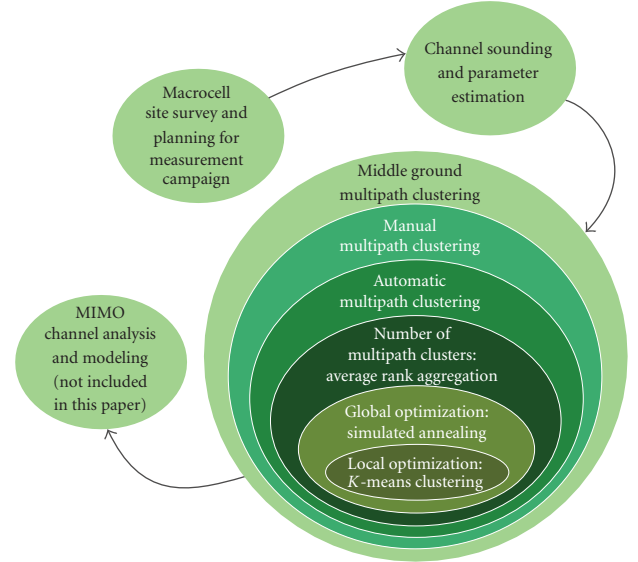 Macrocell
site survey and
planning for
measurement
campaign
Channel sounding
and parameter
estimation
Middle ground
multipath clustering
Manual
multipath clustering
Automatic
multipath clustering
Number of
multipath clusters:
average rank aggregation
Global optimization:
simulated annealing
Local optimization:
K-means clustering
MIMO
channel analysis
and modeling
(not included
in this paper)